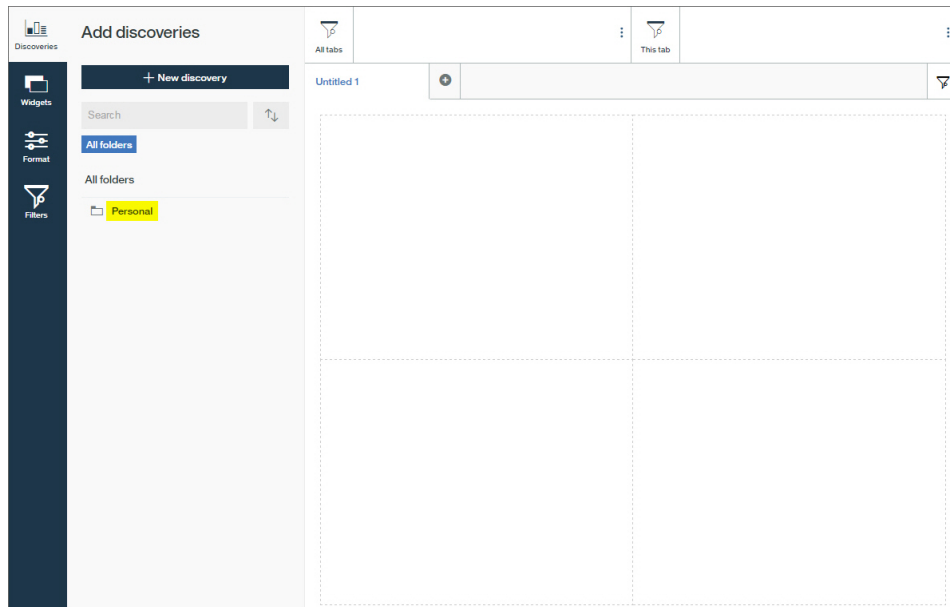 Discoveries
Widgets
Format
Filters
Add discoveries
+ New discovery
Search
All folders
All folders
Personal
All tabs
This tab
Untitled 1